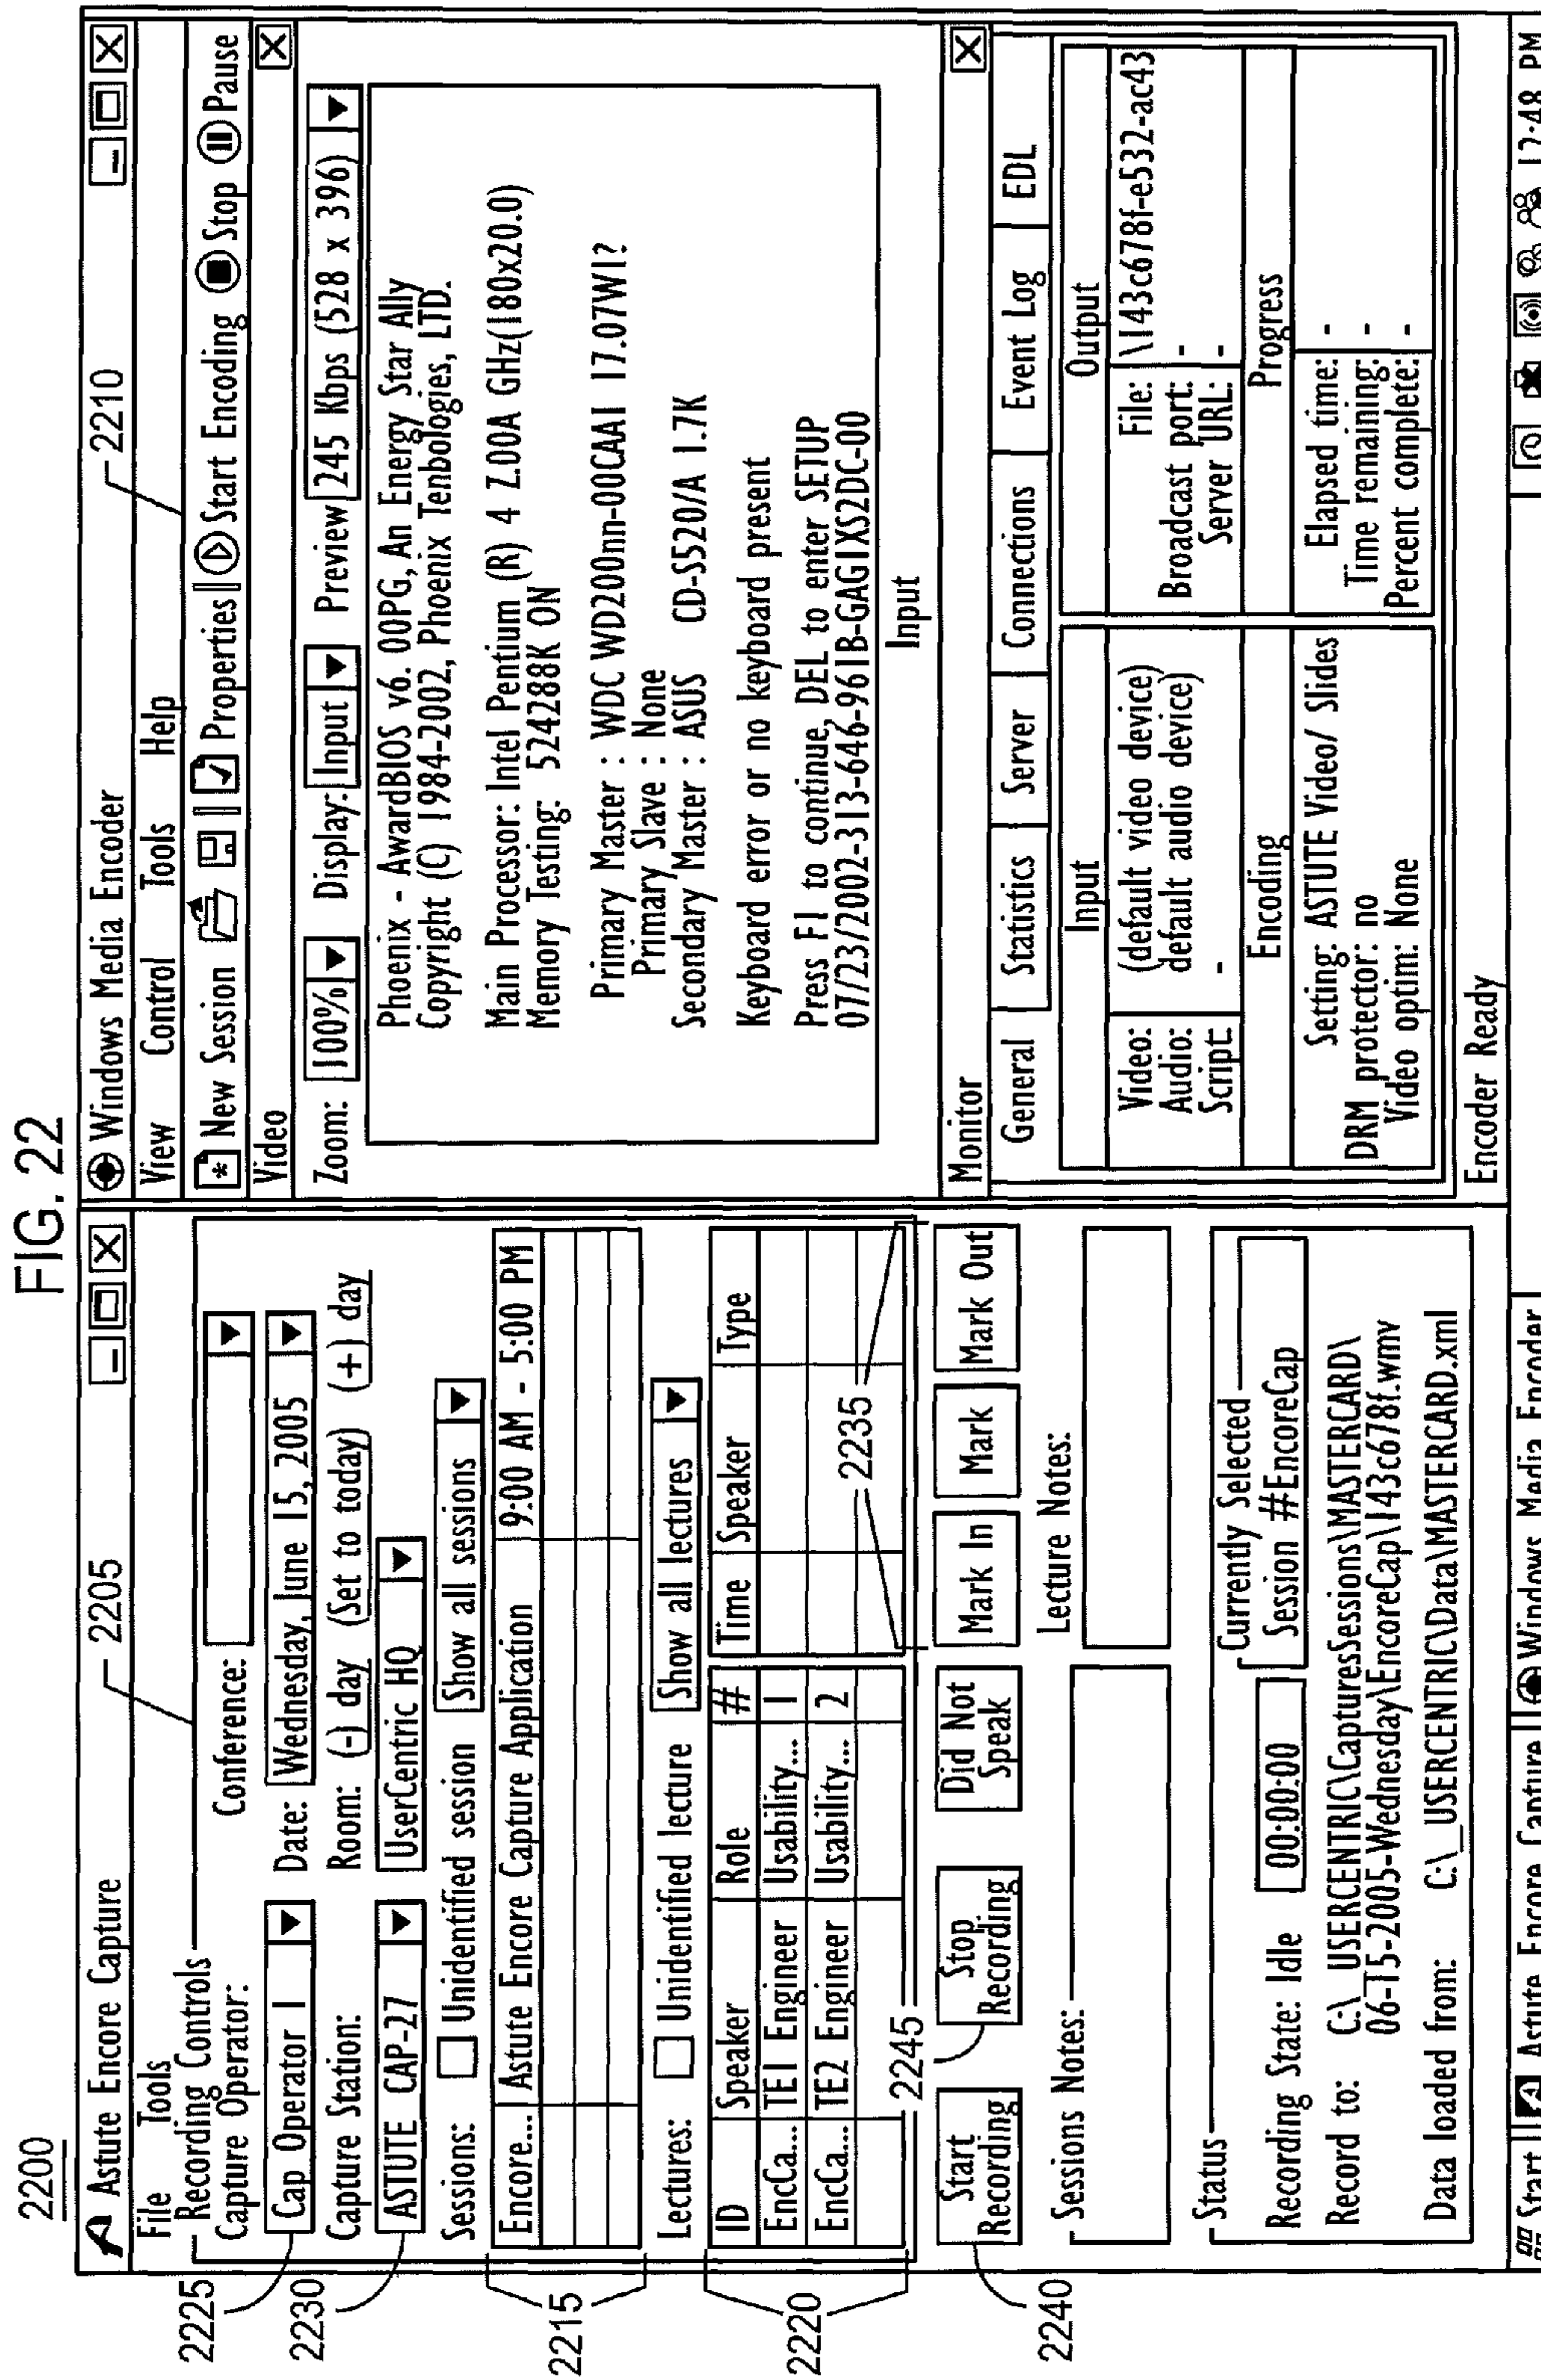 FIG. 22
2200
2205
2210
Astute Encore Capture
File Tools
Recording Controls
Capture Operator:
Conference:
2225
Cap Operator 1
Date: Wednesday, June 15, 2005
Capture Station:
Room: (-) day (Set to today) (+) day
2230
ASTUTE CAP-27
UserCentric HQ
Sessions: Unidentified session Show all sessions
2215
Encore... Astute Encore Capture Application 9:00 AM - 5:00 PM
Lectures: Unidentified lecture Show all lectures
2220
ID Speaker Role # Time Speaker Type
EncCa... TE1 Engineer Usability... 1
EncCa... TE2 Engineer Usability... 2
2235
2245
2240
Start Recording
Stop Recording
Did Not Speak
Mark In
Mark
Mark Out
Sessions Notes:
Lecture Notes:
Status
Currently Selected
Recording State: Idle 00:00:00 Session #EncoreCap
Record to: C:\_USERCENTRIC\CapturesSessions\MASTERCARD\
06-15-2005-Wednesday\EncoreCap\143c678f.wmv
Data loaded from: C:\_USERCENTRIC\Data\MASTERCARD.xml
Windows Media Encoder
View Control Tools Help
New Session Properties Start Encoding Stop Pause
Video
Zoom: 100% Display: Input Preview 245 Kbps (528 x 396)
Phoenix - AwardBIOS v6. 00PG, An Energy Star Ally
Copyright (C) 1984-2002, Phoenix Tenbologies, LTD.
Main Processor: Intel Pentium (R) 4 Z.00A GHz(180x20.0)
Memory Testing: 524288K ON
Primary Master : WDC WD200nn-00CAA1 17.07W1?
Primary Slave : None
Secondary Master : ASUS CD-S520/A 1.7K
Keyboard error or no keyboard present
Press F1 to continue, DEL to enter SETUP
07/23/2002-313-646-961B-GAG1XS2DC-00
Input
Monitor
General Statistics Server Connections Event Log EDL
Input
Video: (default video device)
Audio: default audio device)
Script: -
Output
File: \143c678f-e532-ac43
Broadcast port: -
Server URL: -
Encoding
Setting: ASTUTE Video/ Slides
DRM protector: no
Video optim: None
Progress
Elapsed time: -
Time remaining: -
Percent complete: -
Encoder Ready
Start Astute Encore Capture Windows Media Encoder 12:48 PM